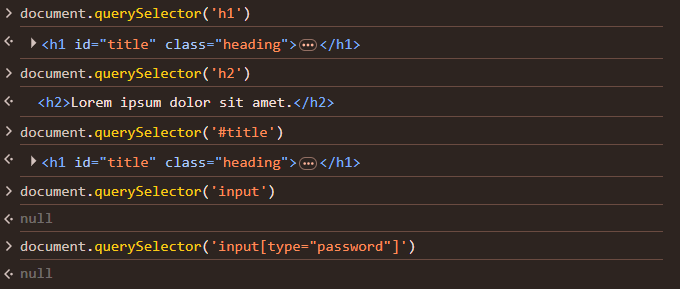 document.querySelector('h1')
<h1 id="title" class="heading">…</h1>
document.querySelector('h2')
<h2>Lorem ipsum dolor sit amet.</h2>
document.querySelector('#title')
<h1 id="title" class="heading">…</h1>
document.querySelector('input')
null
document.querySelector('input[type="password"]')
null